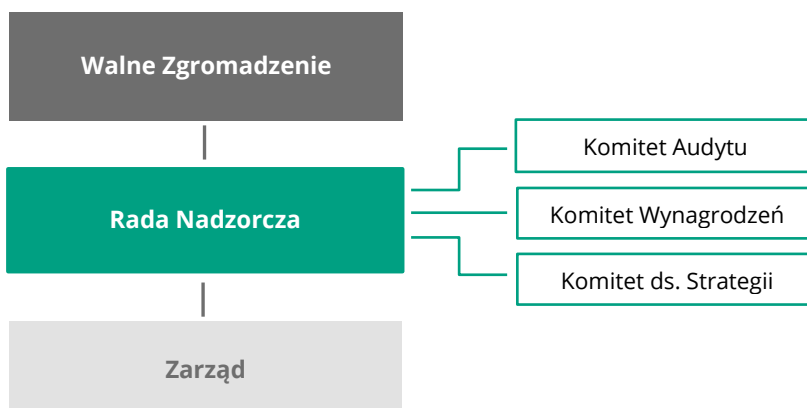 Walne Zgromadzenie
Komitet Audytu
Rada Nadzorcza
Komitet Wynagrodzeń
Komitet ds. Strategii
Zarząd